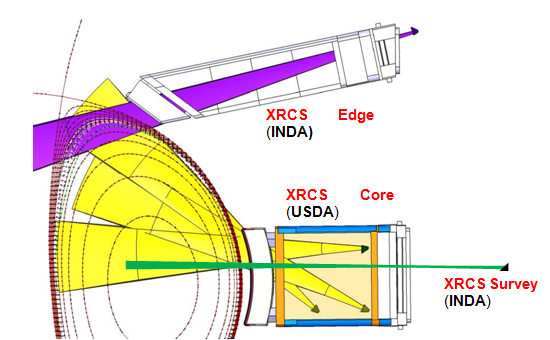 XRCS Edge
(INDA)
XRCS Core
(USDA)
XRCS Survey
(INDA)